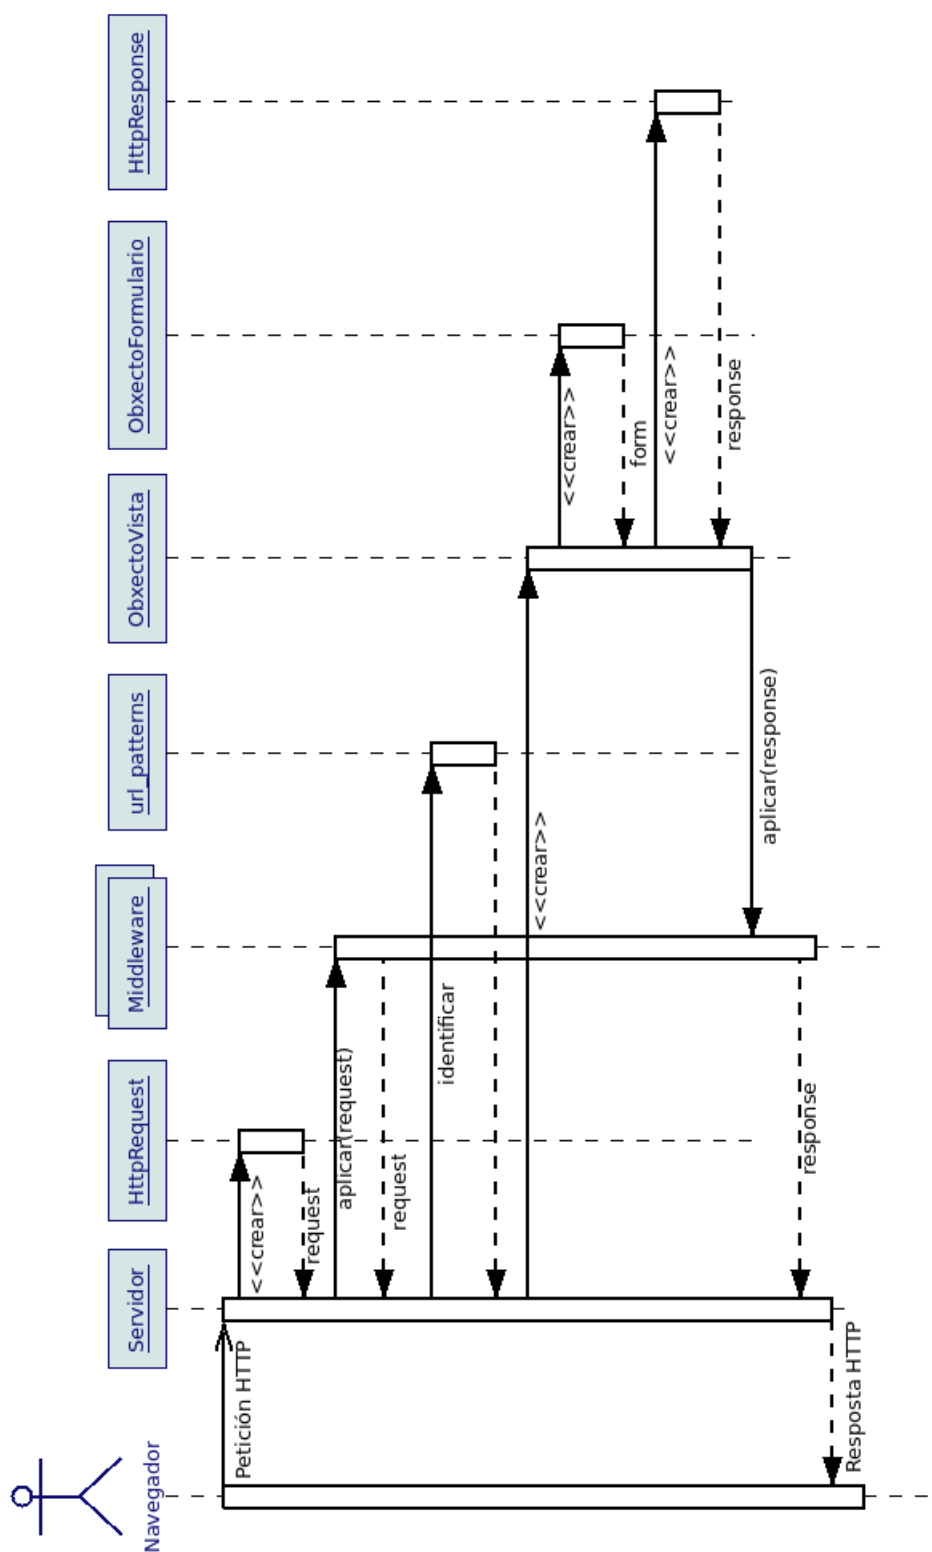 Navegador
Servidor
HttpRequest
Middleware
url_patterns
ObxectoVista
ObxectoFormulario
HttpResponse
Petición HTTP
<<crear>>
request
aplicar(request)
request
identificar
<<crear>>
<<crear>>
form
<<crear>>
response
aplicar(response)
response
Resposta HTTP